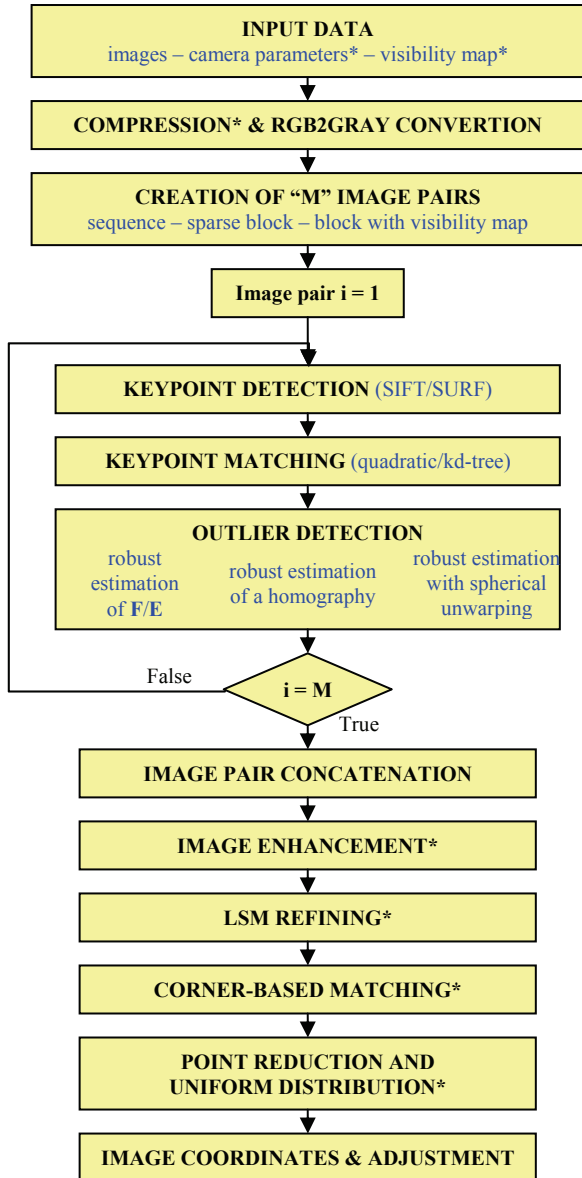 INPUT DATA
images – camera parameters* – visibility map*
COMPRESSION* & RGB2GRAY CONVERTION
CREATION OF “M” IMAGE PAIRS
sequence – sparse block – block with visibility map
Image pair i = 1
KEYPOINT DETECTION (SIFT/SURF)
KEYPOINT MATCHING (quadratic/kd-tree)
OUTLIER DETECTION
robust
estimation
of F/E
robust estimation
of a homography
robust estimation
with spherical
unwarping
False
i = M
True
IMAGE PAIR CONCATENATION
IMAGE ENHANCEMENT*
LSM REFINING*
CORNER-BASED MATCHING*
POINT REDUCTION AND
UNIFORM DISTRIBUTION*
IMAGE COORDINATES & ADJUSTMENT